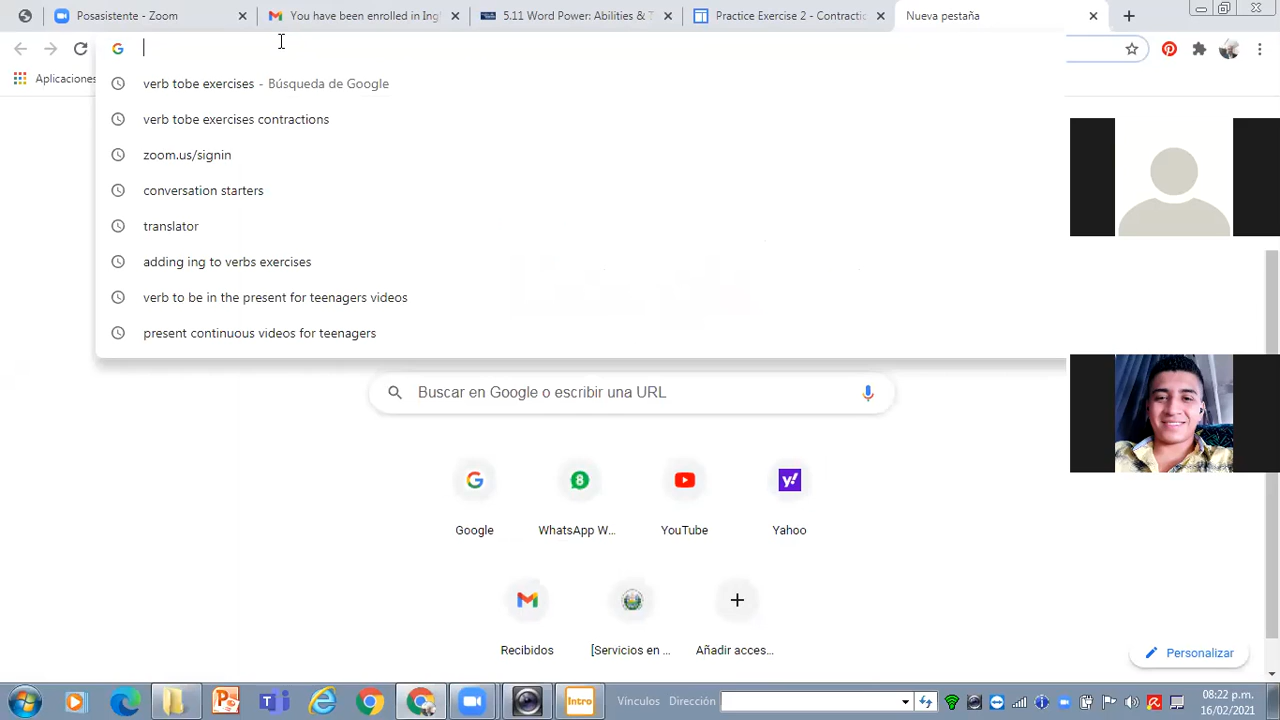 Posasistente - Zoom
You have been enrolled in Ing
5.11 Word Power: Abilities & T
Practice Exercise 2 - Contractic
Nueva pestaña
Aplicaciones
verb tobe exercises - Búsqueda de Google
verb tobe exercises contractions
zoom.us/signin
conversation starters
translator
adding ing to verbs exercises
verb to be in the present for teenagers videos
present continuous videos for teenagers
Buscar en Google o escribir una URL
Google
WhatsApp W...
YouTube
Yahoo
Recibidos
[Servicios en ...
Añadir acces...
Personalizar
Intro
Vínculos
Dirección
08:22 p.m.
16/02/2021